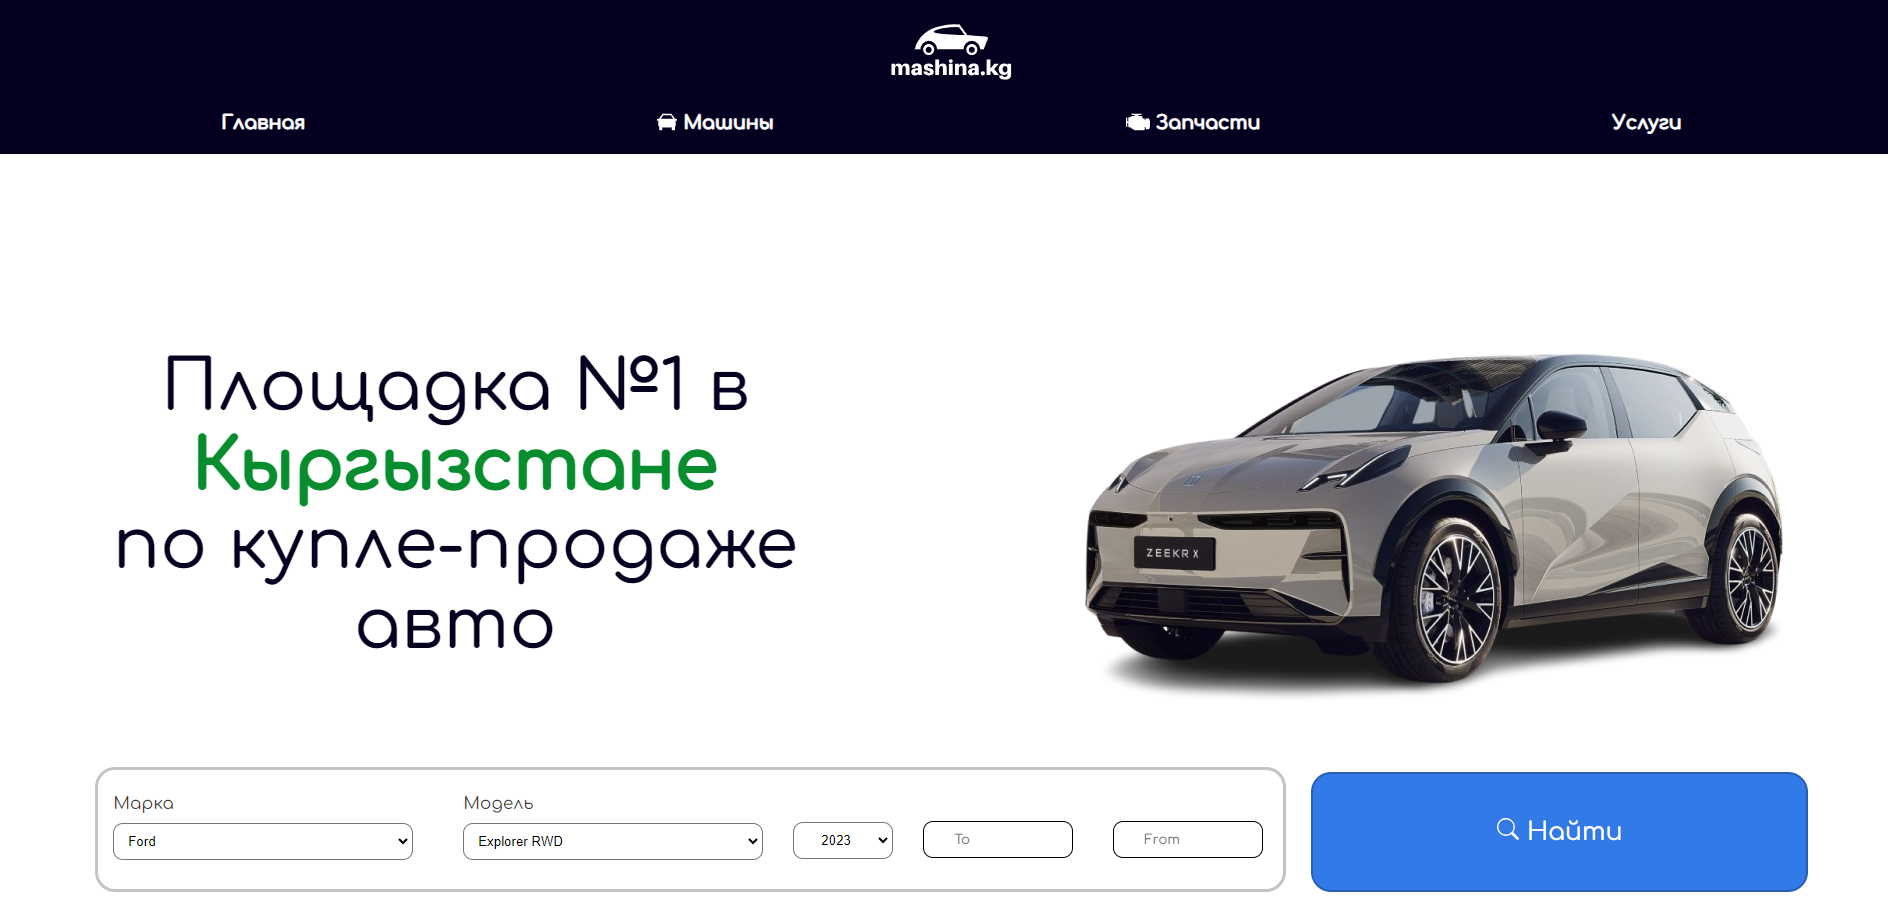 mashina.kg
Главная
Машины
Запчасти
Услуги
Площадка №1 в
Кыргызстане
по купле-продаже
авто
ZEEKR X
Марка
Модель
Ford
Explorer RWD
2023
To
From
Найти